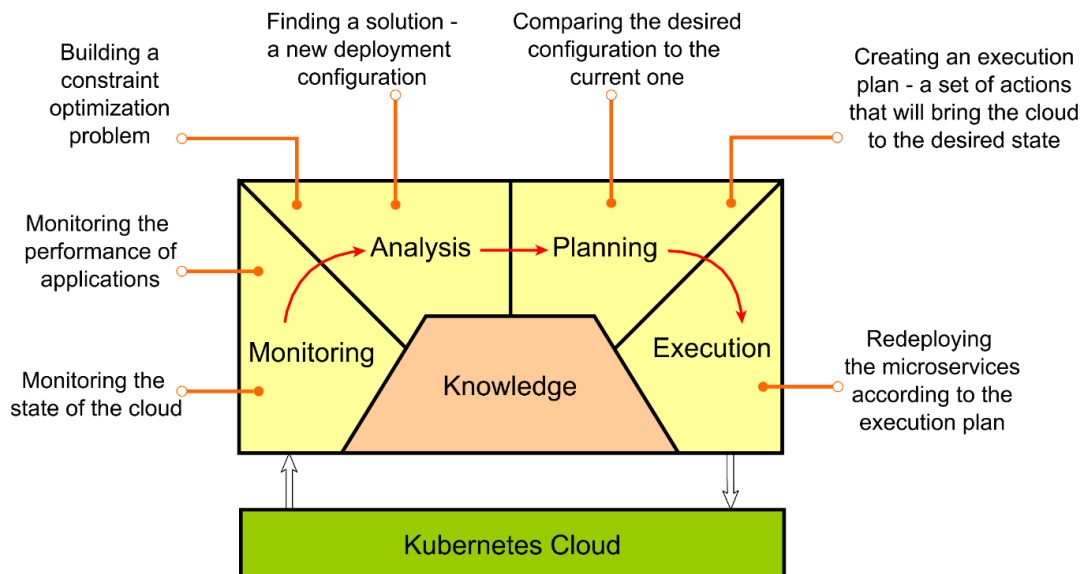 Building a
constraint
optimization
problem
Finding a solution -
a new deployment
configuration
Comparing the desired
configuration to the
current one
Creating an execution
plan - a set of actions
that will bring the cloud
to the desired state
Monitoring the
performance of
applications
Analysis
Planning
Monitoring
Execution
Knowledge
Monitoring the
state of the cloud
Redeploying
the microservices
according to the
execution plan
Kubernetes Cloud